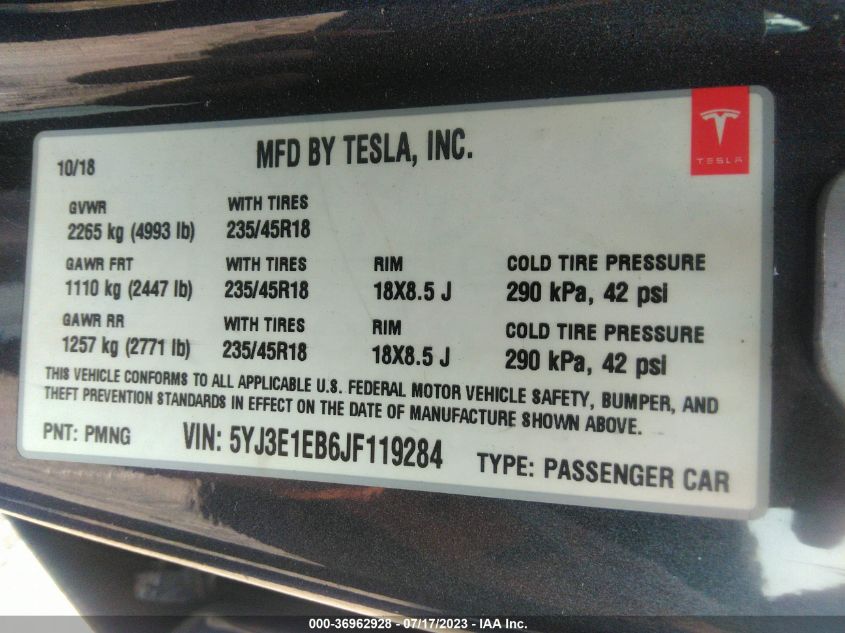 MFD BY TESLA, INC.
TESLA
10/18
GVWR WITH TIRES
2265 kg (4993 lb) 235/45R18
GAWR FRT WITH TIRES RIM COLD TIRE PRESSURE
1110 kg (2447 lb) 235/45R18 18X8.5 J 290 kPa, 42 psi
GAWR RR WITH TIRES RIM COLD TIRE PRESSURE
1257 kg (2771 lb) 235/45R18 18X8.5 J 290 kPa, 42 psi
THIS VEHICLE CONFORMS TO ALL APPLICABLE U.S. FEDERAL MOTOR VEHICLE SAFETY, BUMPER, AND
THEFT PREVENTION STANDARDS IN EFFECT ON THE DATE OF MANUFACTURE SHOWN ABOVE.
PNT: PMNG VIN: 5YJ3E1EB6JF119284 TYPE: PASSENGER CAR
000-36962928 - 07/17/2023 - IAA Inc.